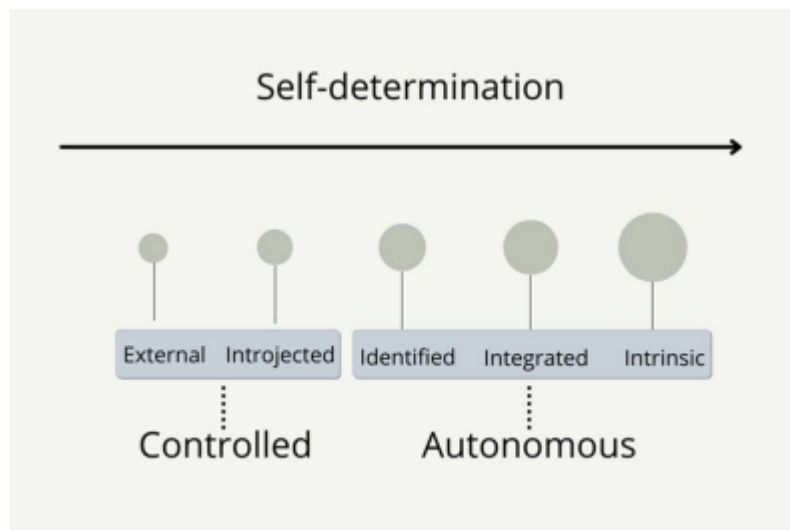 Self-determination
External Introjected Identified Integrated Intrinsic
Controlled Autonomous